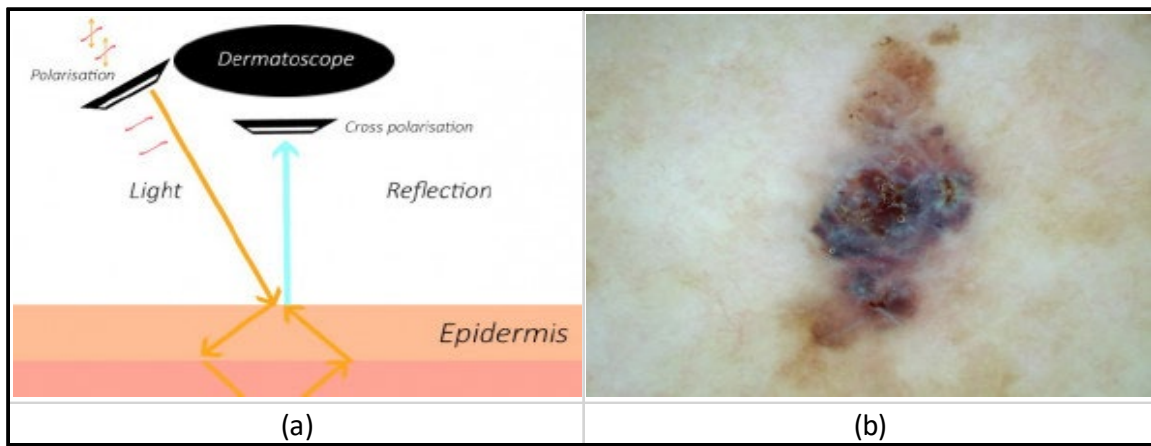 Dermatoscope
Polarisation
Cross polarisation
Light
Reflection
Epidermis
(a)
(b)